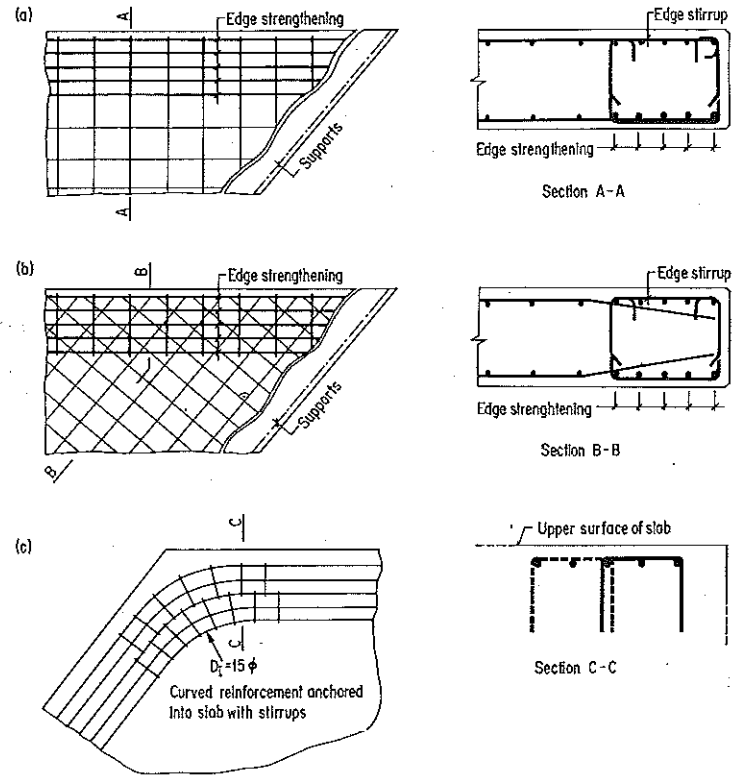 (a)
Edge strengthening
A
A
Supports
Edge stirrup
Edge strengthening
Section A-A
(b)
B
Edge strengthening
B
Supports
Edge stirrup
Edge strenghtening
Section B-B
(c)
C
C
D_I=15 ϕ
Curved reinforcement anchored
Into slab with stirrups
Upper surface of slab
Section C-C